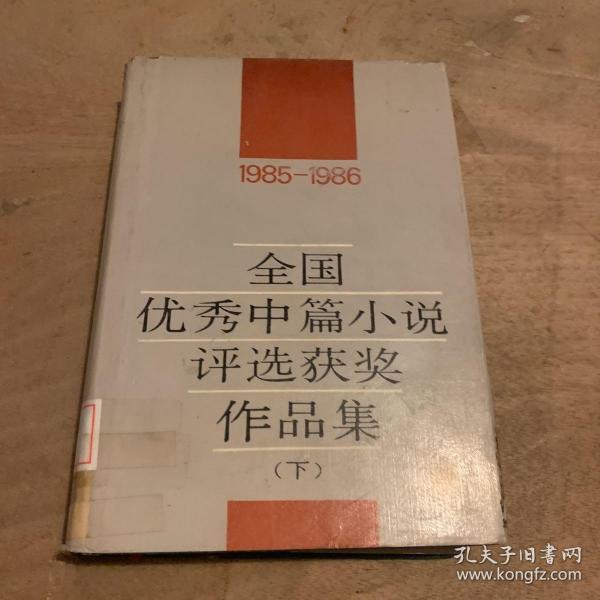 1985-1986
全国
优秀中篇小说
评选获奖
作品集
（下）
孔夫子旧書网
www.kongfz.com